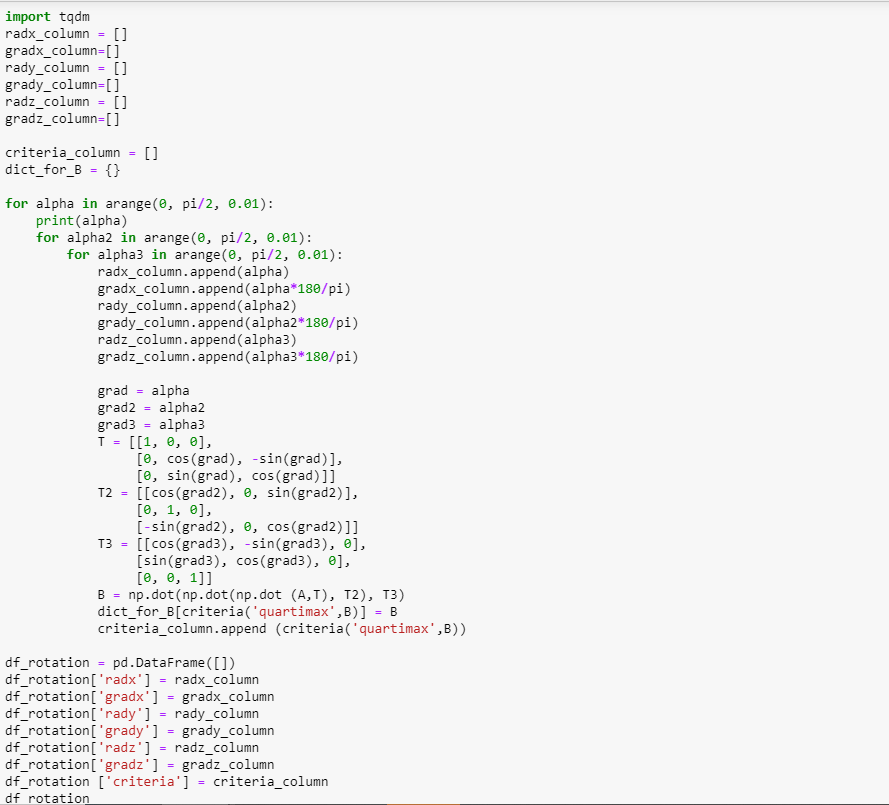 import tqdm
radx_column = []
gradx_column=[]
rady_column = []
grady_column=[]
radz_column = []
gradz_column=[]

criteria_column = []
dict_for_B = {}

for alpha in arange(0, pi/2, 0.01):
    print(alpha)
    for alpha2 in arange(0, pi/2, 0.01):
        for alpha3 in arange(0, pi/2, 0.01):
            radx_column.append(alpha)
            gradx_column.append(alpha*180/pi)
            rady_column.append(alpha2)
            grady_column.append(alpha2*180/pi)
            radz_column.append(alpha3)
            gradz_column.append(alpha3*180/pi)

            grad = alpha
            grad2 = alpha2
            grad3 = alpha3
            T = [[1, 0, 0],
                 [0, cos(grad), -sin(grad)],
                 [0, sin(grad), cos(grad)]]
            T2 = [[cos(grad2), 0, sin(grad2)],
                 [0, 1, 0],
                 [-sin(grad2), 0, cos(grad2)]]
            T3 = [[cos(grad3), -sin(grad3), 0],
                 [sin(grad3), cos(grad3), 0],
                 [0, 0, 1]]
            B = np.dot(np.dot(np.dot (A,T), T2), T3)
            dict_for_B[criteria('quartimax',B)] = B
            criteria_column.append (criteria('quartimax',B))

df_rotation = pd.DataFrame([])
df_rotation['radx'] = radx_column
df_rotation['gradx'] = gradx_column
df_rotation['rady'] = rady_column
df_rotation['grady'] = grady_column
df_rotation['radz'] = radz_column
df_rotation['gradz'] = gradz_column
df_rotation ['criteria'] = criteria_column
df_rotation